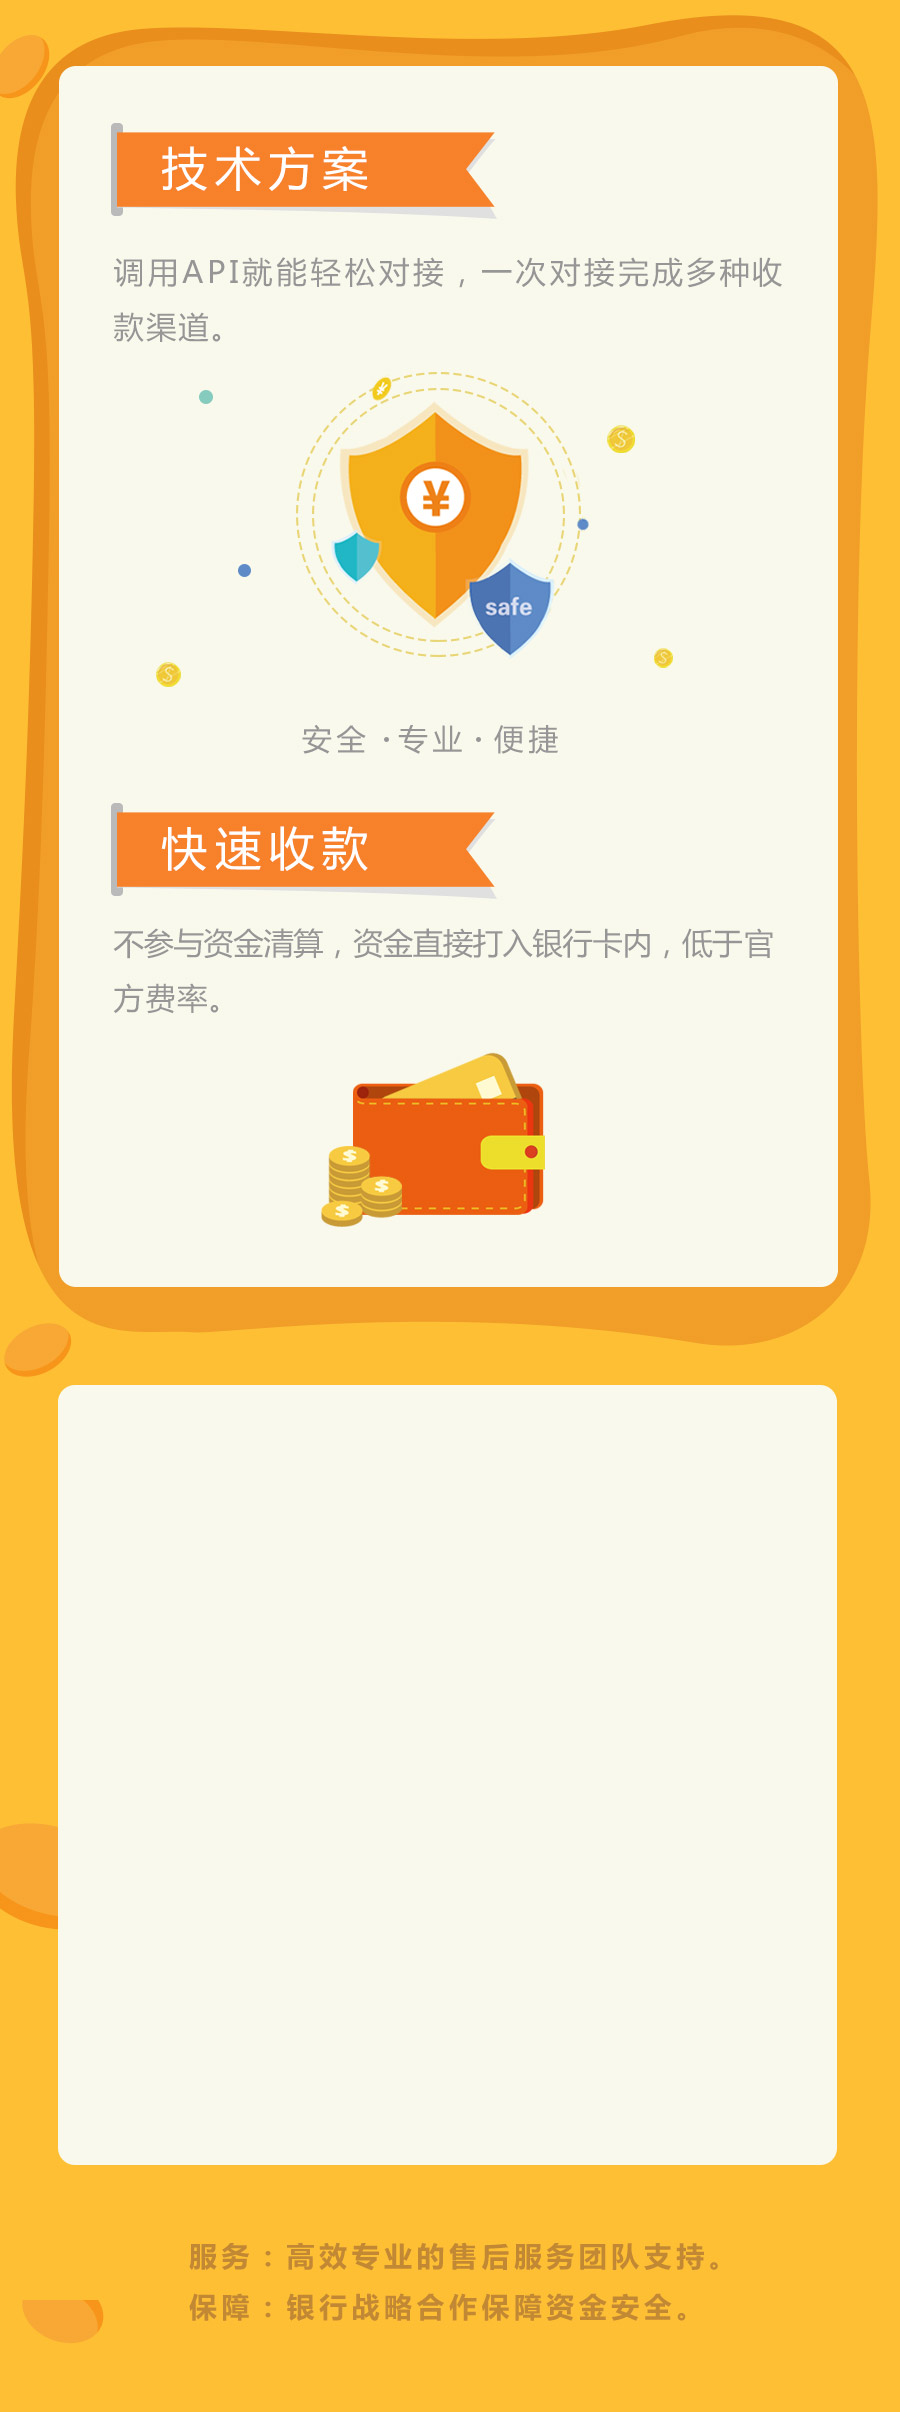 技术方案
调用API就能轻松对接，一次对接完成多种收
款渠道。
¥
¥
S
safe
S
S
安全 ·专业· 便捷
快速收款
不参与资金清算，资金直接打入银行卡内，低于官
方费率。
$
$
$
服务：高效专业的售后服务团队支持。
保障：银行战略合作保障资金安全。